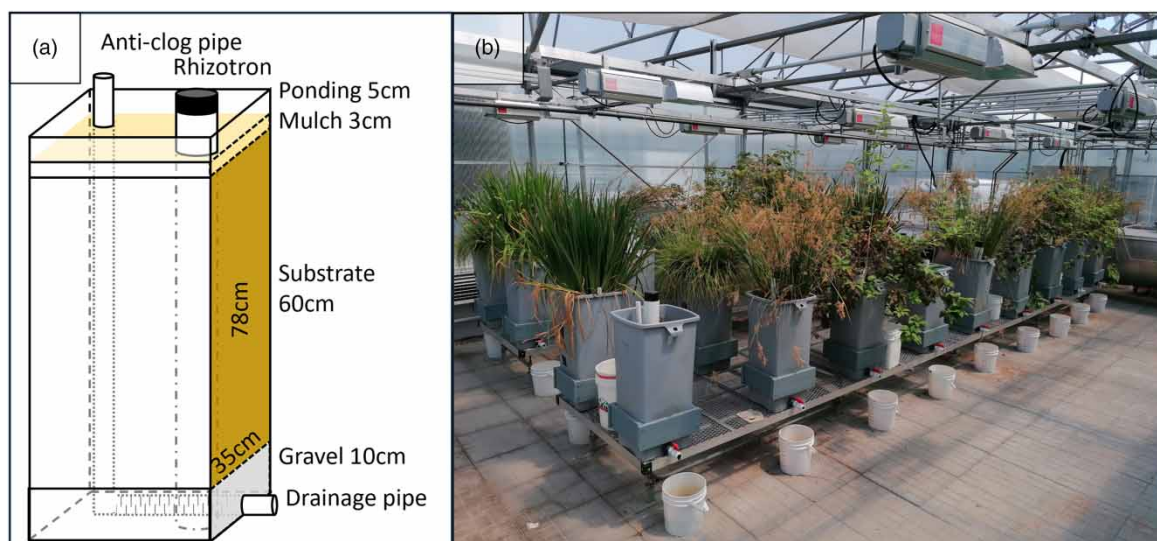 (a)
Anti-clog pipe
Rhizotron
Ponding 5cm
Mulch 3cm
Substrate
60cm
78cm
35cm
Gravel 10cm
Drainage pipe
(b)